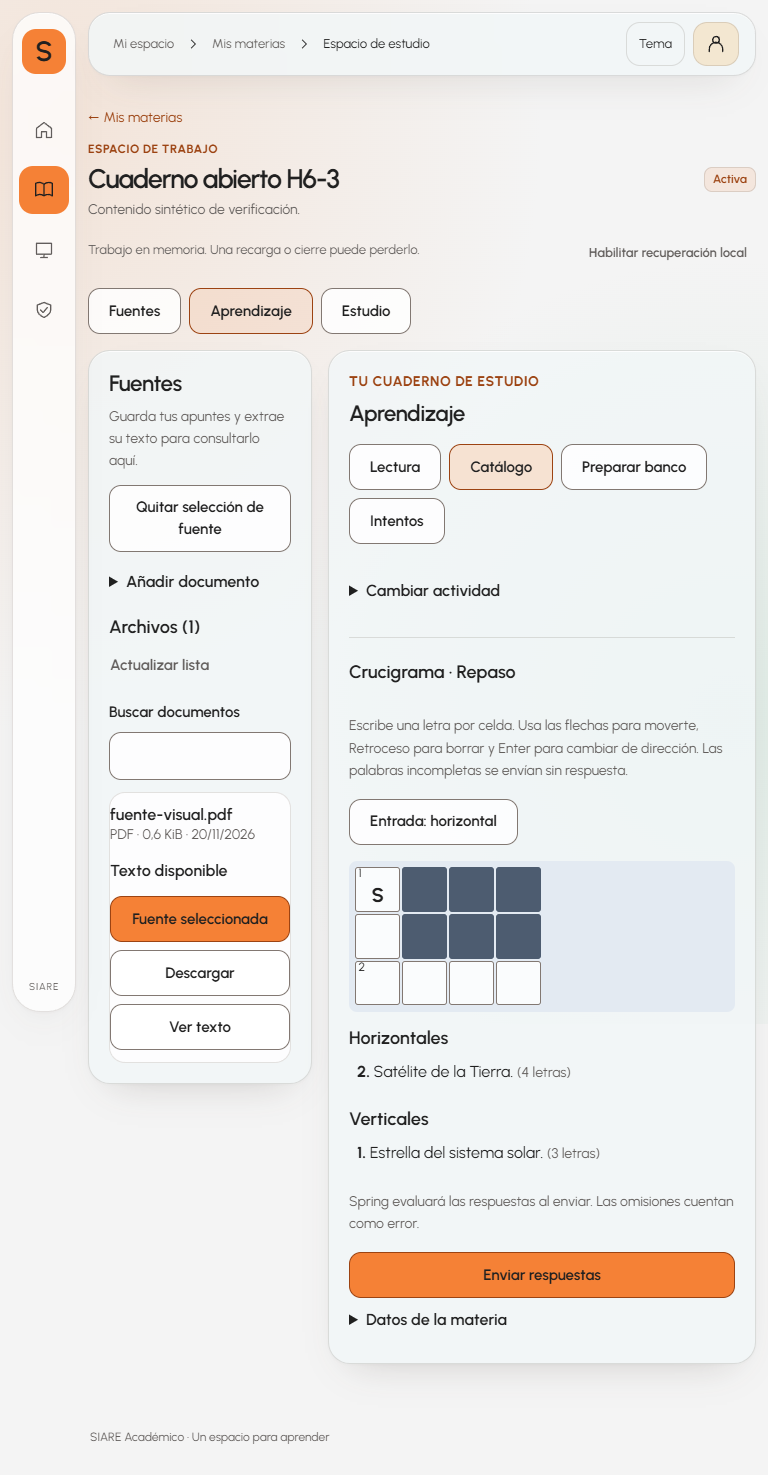 S
Mi espacio > Mis materias > Espacio de estudio
Tema
← Mis materias
ESPACIO DE TRABAJO
Cuaderno abierto H6-3
Activa
Contenido sintético de verificación.
Trabajo en memoria. Una recarga o cierre puede perderlo.
Habilitar recuperación local
Fuentes
Aprendizaje
Estudio
Fuentes
Guarda tus apuntes y extrae
su texto para consultarlo
aquí.
Quitar selección de
fuente
Añadir documento
Archivos (1)
Actualizar lista
Buscar documentos
fuente-visual.pdf
PDF · 0,6 KiB · 20/11/2026
Texto disponible
Fuente seleccionada
Descargar
Ver texto
SIARE
TU CUADERNO DE ESTUDIO
Aprendizaje
Lectura
Catálogo
Preparar banco
Intentos
Cambiar actividad
Crucigrama · Repaso
Escribe una letra por celda. Usa las flechas para moverte,
Retroceso para borrar y Enter para cambiar de dirección. Las
palabras incompletas se envían sin respuesta.
Entrada: horizontal
1
S
2
Horizontales
2. Satélite de la Tierra. (4 letras)
Verticales
1. Estrella del sistema solar. (3 letras)
Spring evaluará las respuestas al enviar. Las omisiones cuentan
como error.
Enviar respuestas
Datos de la materia
SIARE Académico · Un espacio para aprender